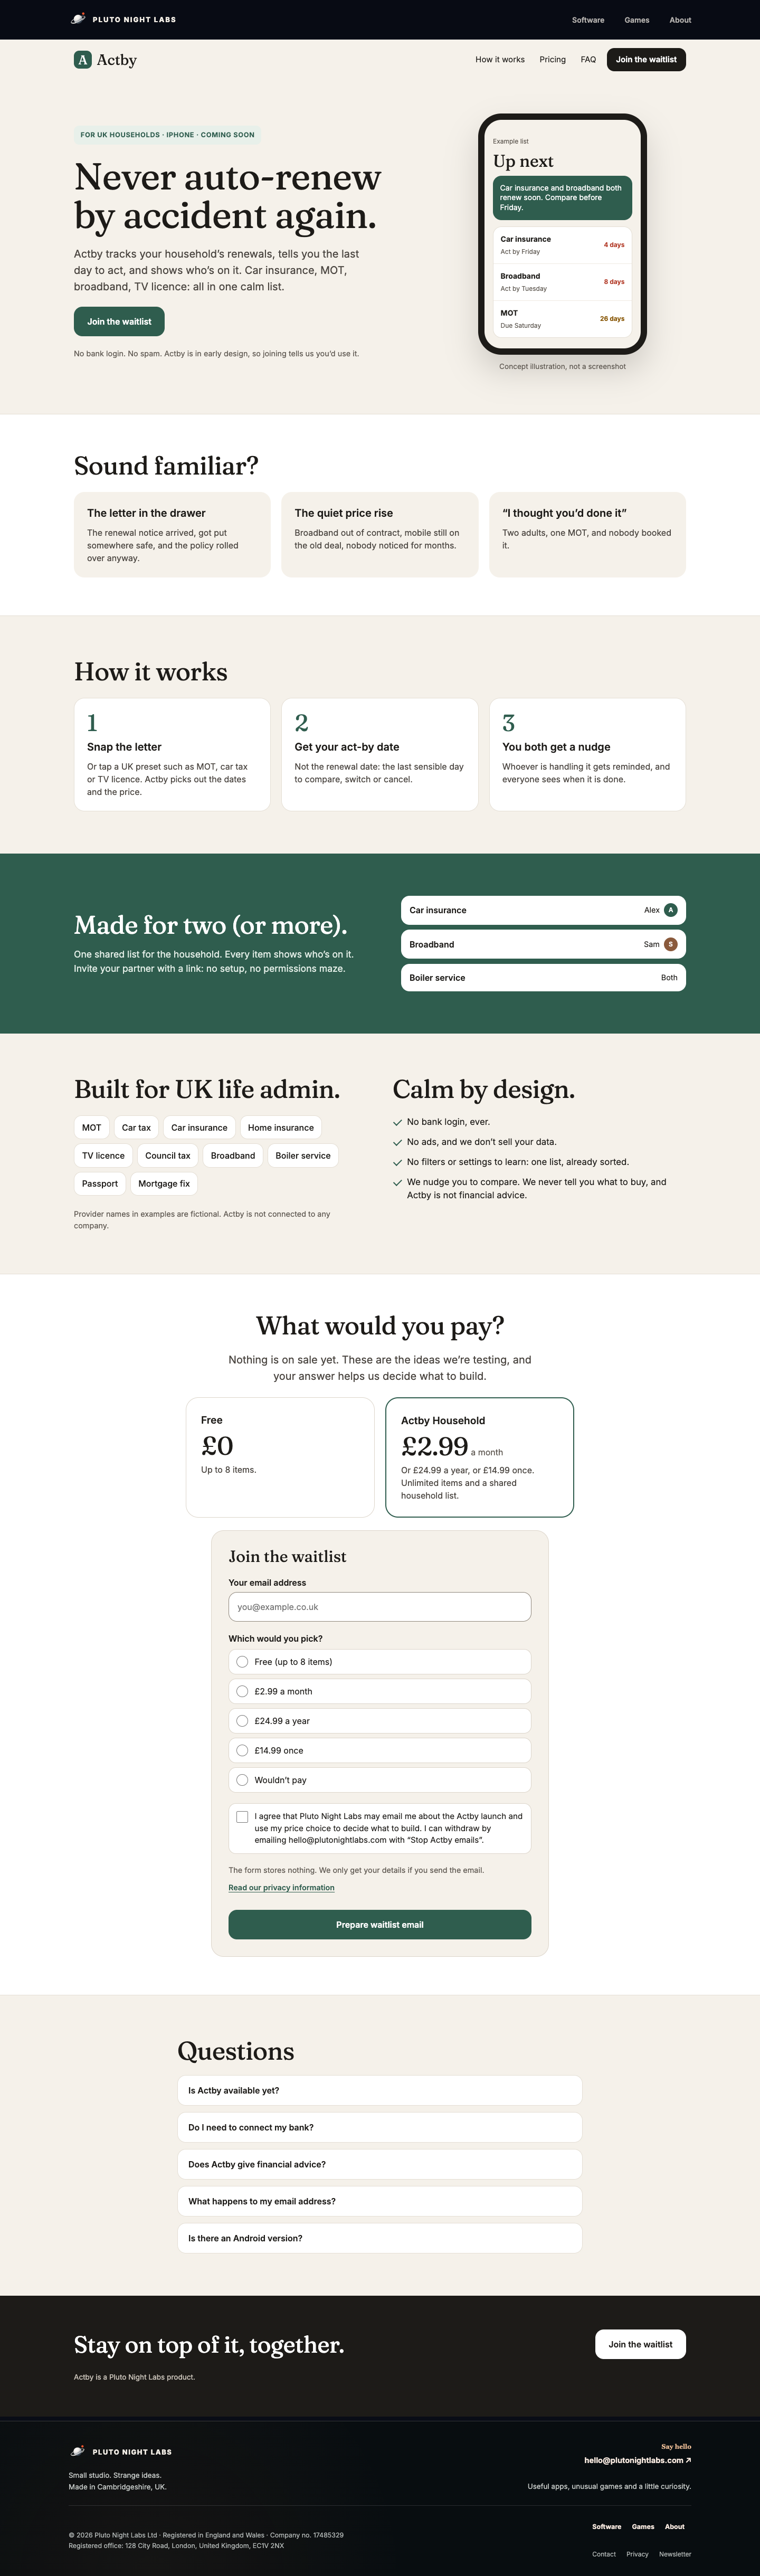 PLUTO NIGHT LABS
Software Games About
A Actby
How it works Pricing FAQ Join the waitlist
FOR UK HOUSEHOLDS · IPHONE · COMING SOON
Never auto-renew
by accident again.
Actby tracks your household’s renewals, tells you the last
day to act, and shows who’s on it. Car insurance, MOT,
broadband, TV licence: all in one calm list.
Join the waitlist
No bank login. No spam. Actby is in early design, so joining tells us you’d use it.
Example list
Up next
Car insurance and broadband both
renew soon. Compare before
Friday.
Car insurance
Act by Friday
4 days
Broadband
Act by Tuesday
8 days
MOT
Due Saturday
26 days
Concept illustration, not a screenshot
Sound familiar?
The letter in the drawer
The renewal notice arrived, got put
somewhere safe, and the policy rolled
over anyway.
The quiet price rise
Broadband out of contract, mobile still on
the old deal, nobody noticed for months.
“I thought you’d done it”
Two adults, one MOT, and nobody booked
it.
How it works
1
Snap the letter
Or tap a UK preset such as MOT, car tax
or TV licence. Actby picks out the dates
and the price.
2
Get your act-by date
Not the renewal date: the last sensible day
to compare, switch or cancel.
3
You both get a nudge
Whoever is handling it gets reminded, and
everyone sees when it is done.
Made for two (or more).
One shared list for the household. Every item shows who’s on it.
Invite your partner with a link: no setup, no permissions maze.
Car insurance Alex A
Broadband Sam S
Boiler service Both
Built for UK life admin.
MOT Car tax Car insurance Home insurance
TV licence Council tax Broadband Boiler service
Passport Mortgage fix
Provider names in examples are fictional. Actby is not connected to any
company.
Calm by design.
No bank login, ever.
No ads, and we don’t sell your data.
No filters or settings to learn: one list, already sorted.
We nudge you to compare. We never tell you what to buy, and
Actby is not financial advice.
What would you pay?
Nothing is on sale yet. These are the ideas we’re testing, and
your answer helps us decide what to build.
Free
£0
Up to 8 items.
Actby Household
£2.99 a month
Or £24.99 a year, or £14.99 once.
Unlimited items and a shared
household list.
Join the waitlist
Your email address
you@example.co.uk
Which would you pick?
Free (up to 8 items)
£2.99 a month
£24.99 a year
£14.99 once
Wouldn’t pay
I agree that Pluto Night Labs may email me about the Actby launch and
use my price choice to decide what to build. I can withdraw by
emailing hello@plutonightlabs.com with “Stop Actby emails”.
The form stores nothing. We only get your details if you send the email.
Read our privacy information
Prepare waitlist email
Questions
Is Actby available yet?
Do I need to connect my bank?
Does Actby give financial advice?
What happens to my email address?
Is there an Android version?
Stay on top of it, together.
Actby is a Pluto Night Labs product.
Join the waitlist
PLUTO NIGHT LABS
Small studio. Strange ideas.
Made in Cambridgeshire, UK.
Say hello
hello@plutonightlabs.com ↗
Useful apps, unusual games and a little curiosity.
© 2026 Pluto Night Labs Ltd · Registered in England and Wales · Company no. 17485329
Registered office: 128 City Road, London, United Kingdom, EC1V 2NX
Software Games About
Contact Privacy Newsletter